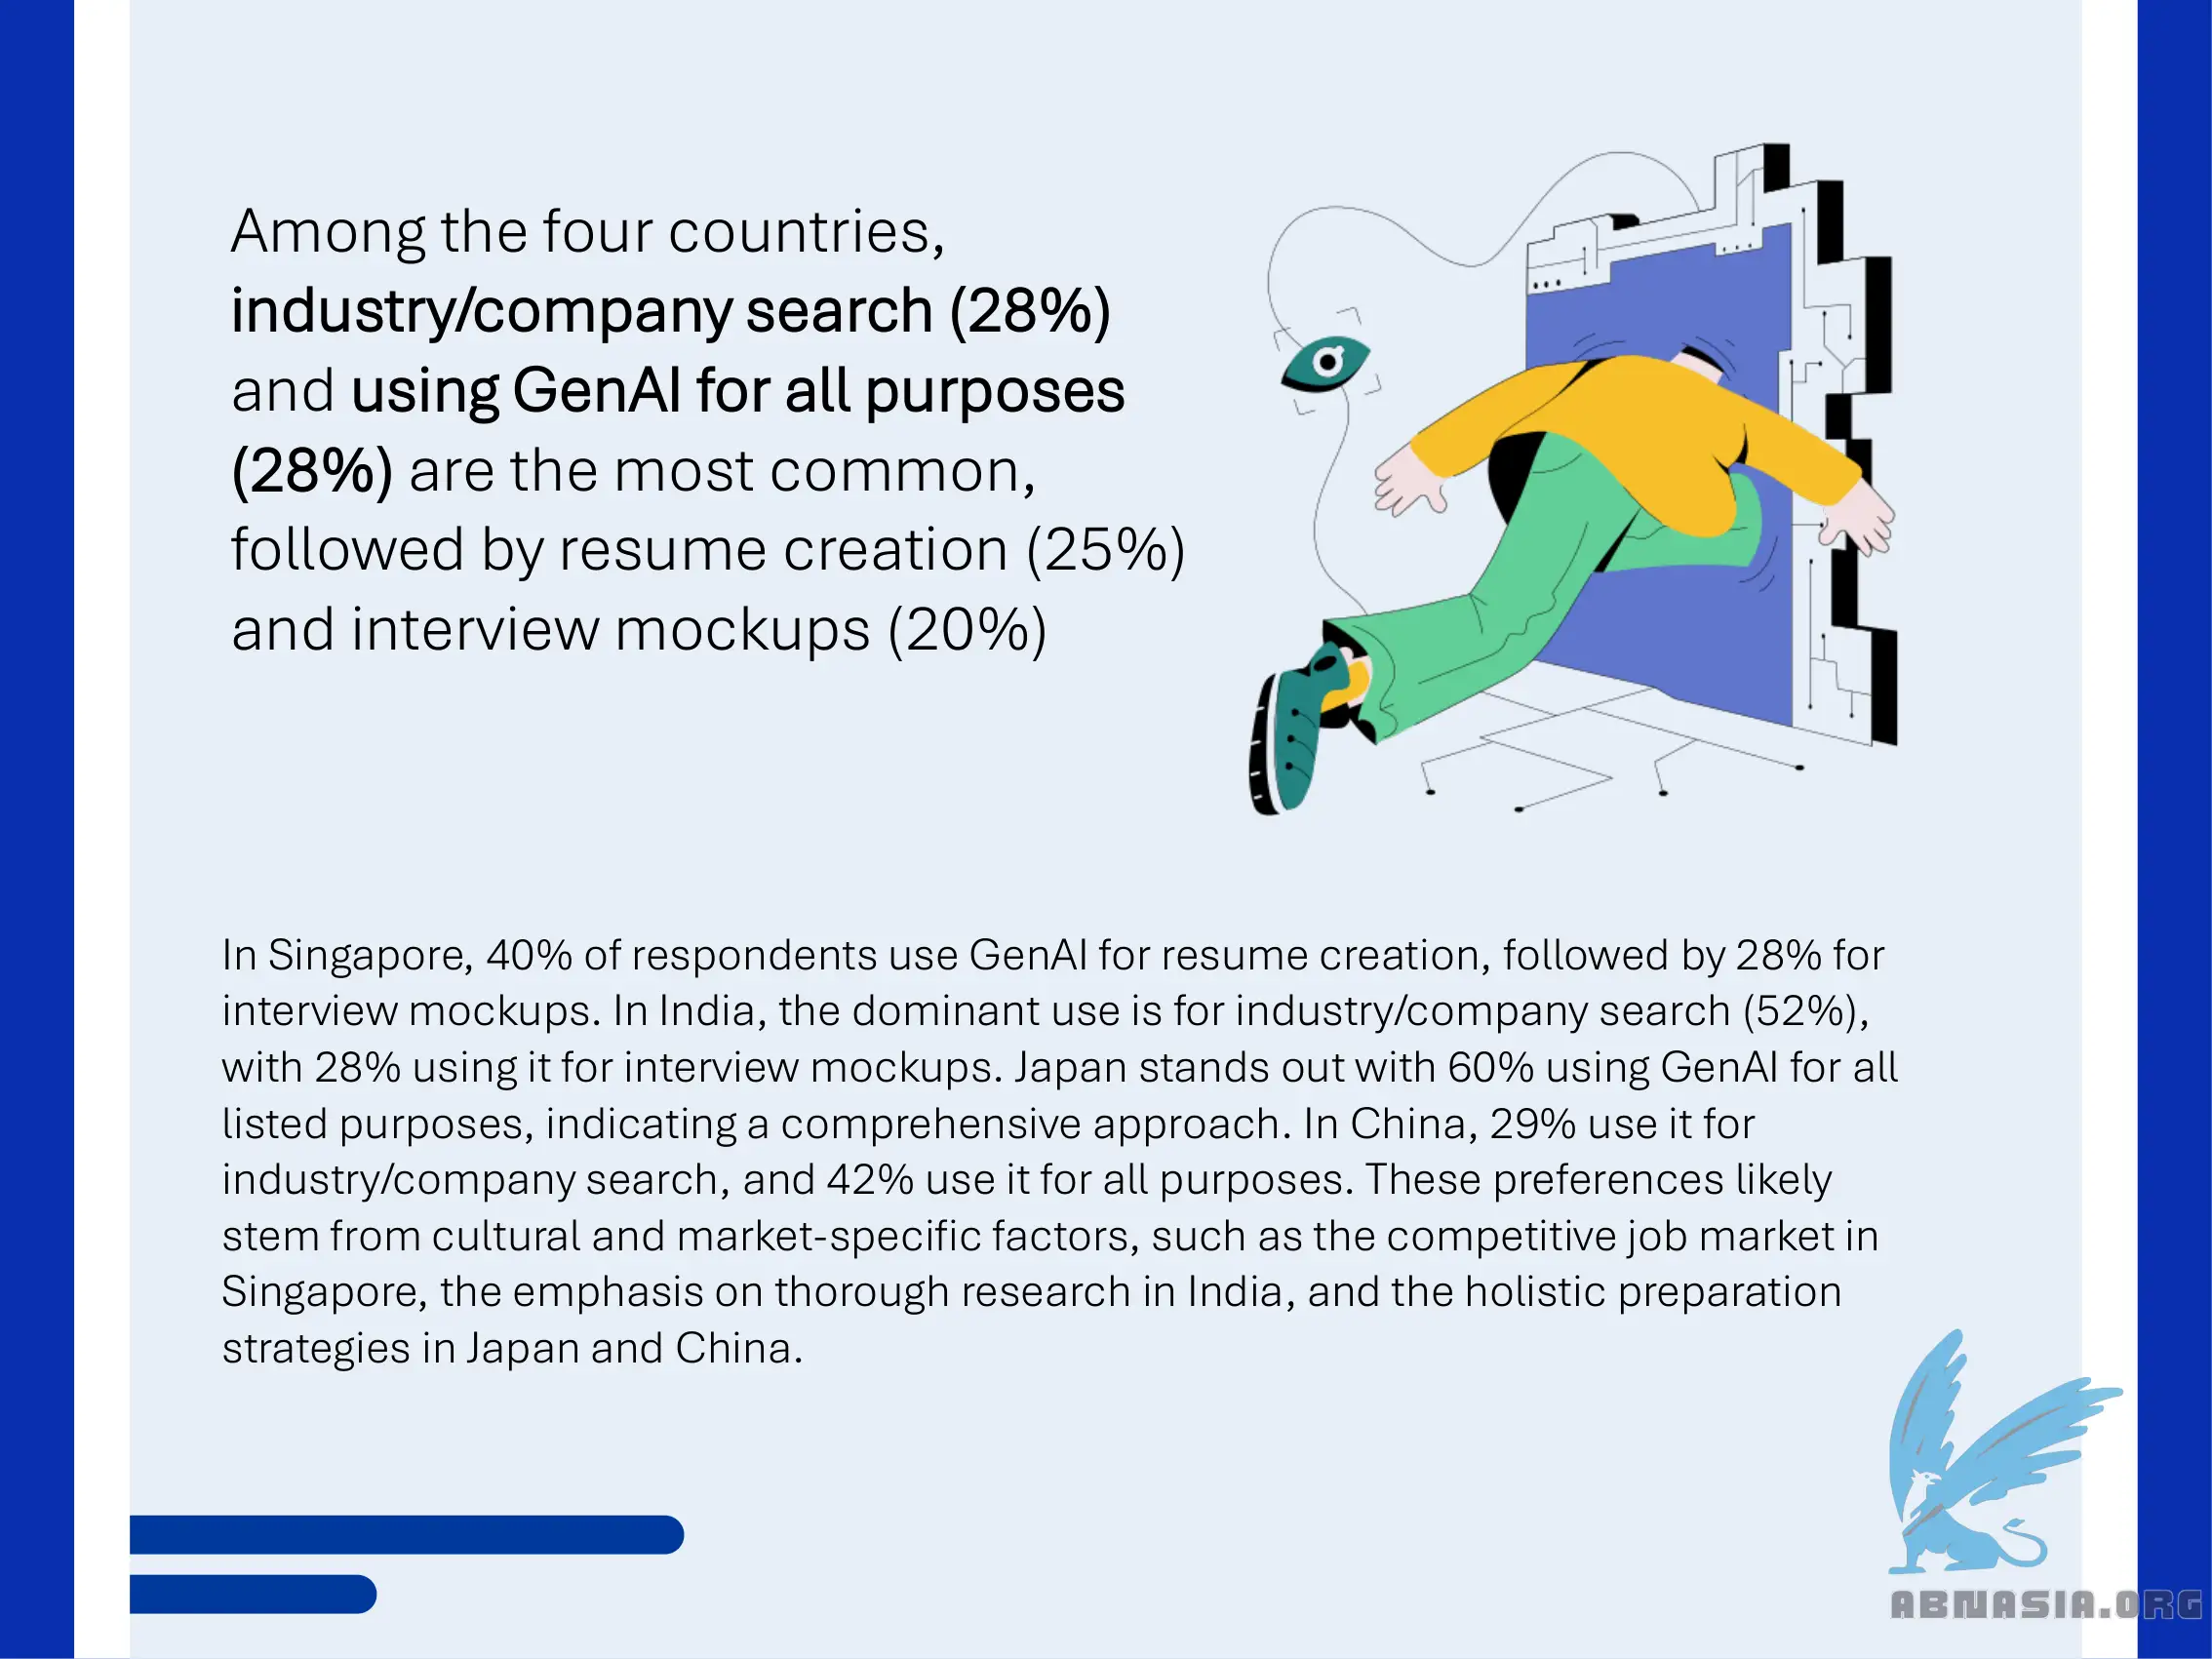 Among the four countries,
industry/company search (28%)
and using GenAI for all purposes
(28%) are the most common,
followed by resume creation (25%)
and interview mockups (20%)
In Singapore, 40% of respondents use GenAI for resume creation, followed by 28% for
interview mockups. In India, the dominant use is for industry/company search (52%),
with 28% using it for interview mockups. Japan stands out with 60% using GenAI for all
listed purposes, indicating a comprehensive approach. In China, 29% use it for
industry/company search, and 42% use it for all purposes. These preferences likely
stem from cultural and market-specific factors, such as the competitive job market in
Singapore, the emphasis on thorough research in India, and the holistic preparation
strategies in Japan and China.
ABNASIA.ORG